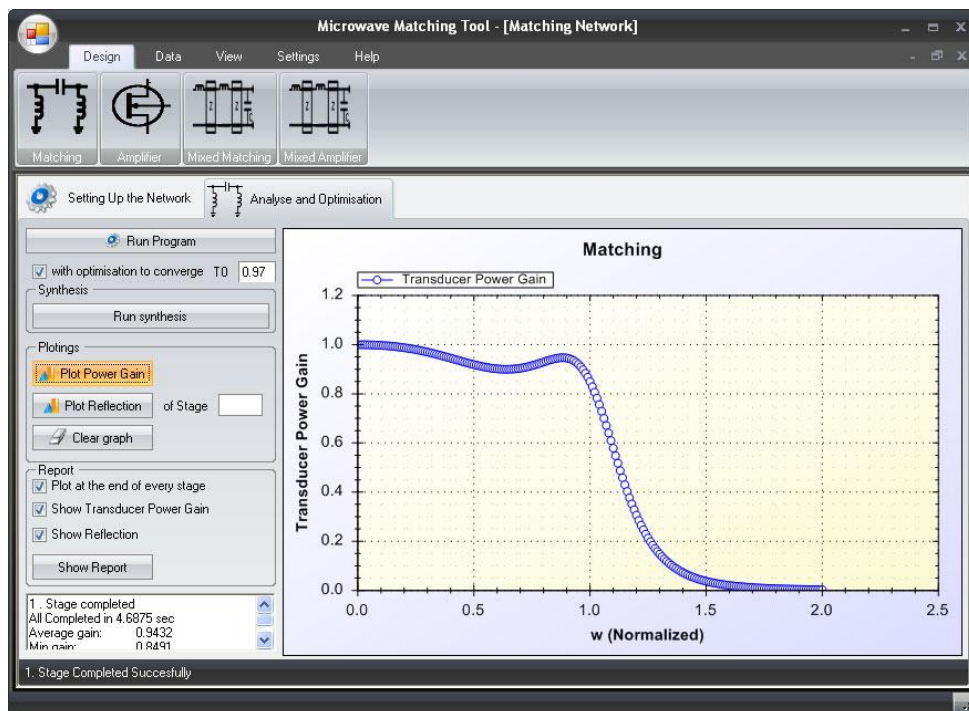 Microwave Matching Tool - [Matching Network]
Design Data View Settings Help
Matching Amplifier Mixed Matching Mixed Amplifier
Setting Up the Network Analyse and Optimisation
Run Program
with optimisation to converge T0 0.97
Synthesis
Run synthesis
Plotings
Plot Power Gain
Plot Reflection of Stage
Clear graph
Report
Plot at the end of every stage
Show Transducer Power Gain
Show Reflection
Show Report
1 . Stage completed
All Completed in 4.6875 sec
Average gain: 0.9432
Min gain: 0.8491
Matching
Transducer Power Gain
Transducer Power Gain
1.2
1.0
0.8
0.6
0.4
0.2
0.0
0.0 0.5 1.0 1.5 2.0 2.5
w (Normalized)
1. Stage Completed Succesfully